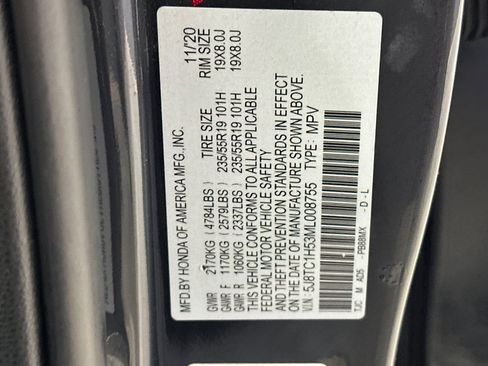 MFD.BY HONDA OF AMERICA MFG.,INC. 11/'20
TIRE SIZE RIM SIZE
GVWR 2170KG ( 4784LBS )
GAWR F 1170KG ( 2579LBS ) 235/55R19 101H 19X8.0J
GAWR R 1060KG ( 2337LBS ) 235/55R19 101H 19X8.0J
THIS VEHICLE CONFORMS TO ALL APPLICABLE
FEDERAL MOTOR VEHICLE SAFETY
AND THEFT PREVENTION STANDARDS IN EFFECT
ON THE DATE OF MANUFACTURE SHOWN ABOVE.
V.I.N.: 5J8TC1H53ML008755 TYPE: MPV
TJC M AD5 -PB88MX - D - L